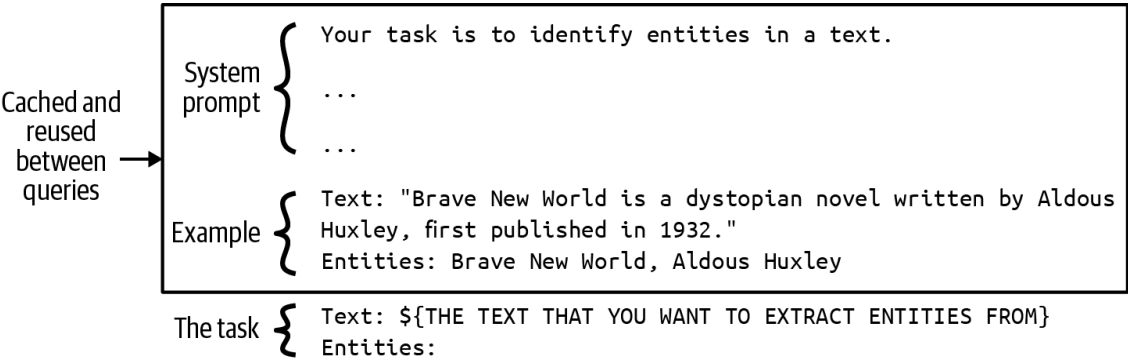 Your task is to identify entities in a text.
System
prompt
...
...
Cached and
reused
between
queries
Text: "Brave New World is a dystopian novel written by Aldous
Huxley, first published in 1932."
Entities: Brave New World, Aldous Huxley
Example
The task
Text: ${THE TEXT THAT YOU WANT TO EXTRACT ENTITIES FROM}
Entities: